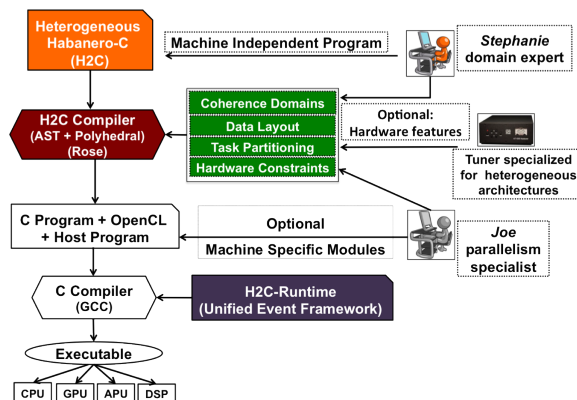 Heterogeneous
Habanero-C
(H2C)
Machine Independent Program
Stephanie
domain expert
H2C Compiler
(AST + Polyhedral)
(Rose)
Coherence Domains
Data Layout
Task Partitioning
Hardware Constraints
Optional:
Hardware features
Tuner specialized
for heterogeneous
architectures
C Program + OpenCL
+ Host Program
Optional
Machine Specific Modules
Joe
parallelism
specialist
C Compiler
(GCC)
H2C-Runtime
(Unified Event Framework)
Executable
CPU
GPU
APU
DSP